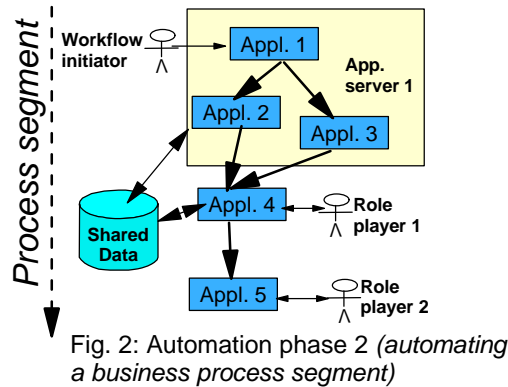 Process segment
Workflow
initiator
Appl. 1
App.
server 1
Appl. 2
Appl. 3
Shared
Data
Appl. 4
Role
player 1
Appl. 5
Role
player 2
Fig. 2: Automation phase 2 (automating
a business process segment)